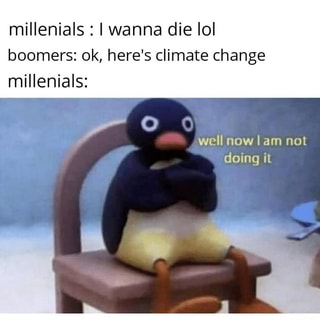 millenials : I wanna die lol
boomers: ok, here's climate change
millenials:
well now I am not
doing it